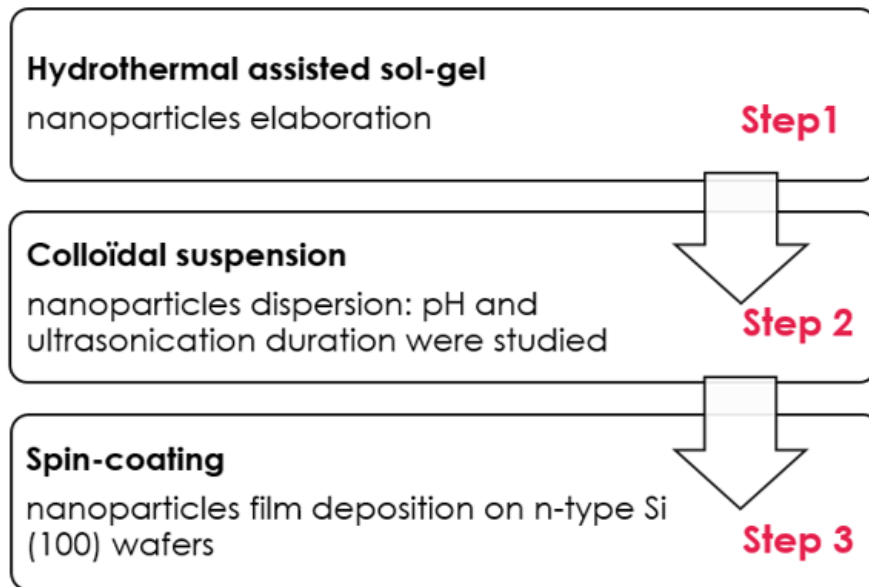 Hydrothermal assisted sol-gel
nanoparticles elaboration
Step1
Colloïdal suspension
nanoparticles dispersion: pH and
ultrasonication duration were studied
Step 2
Spin-coating
nanoparticles film deposition on n-type Si
(100) wafers
Step 3